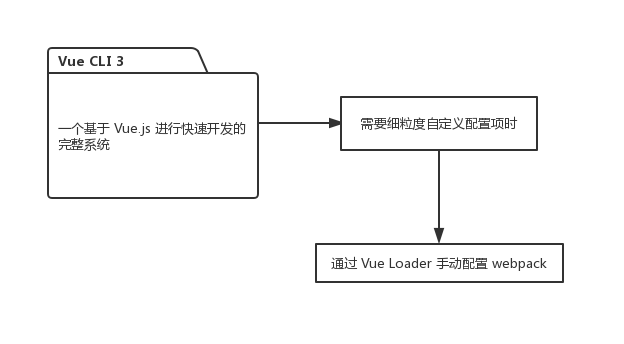 Vue CLI 3
一个基于 Vue.js 进行快速开发的
完整系统
需要细粒度自定义配置项时
通过 Vue Loader 手动配置 webpack